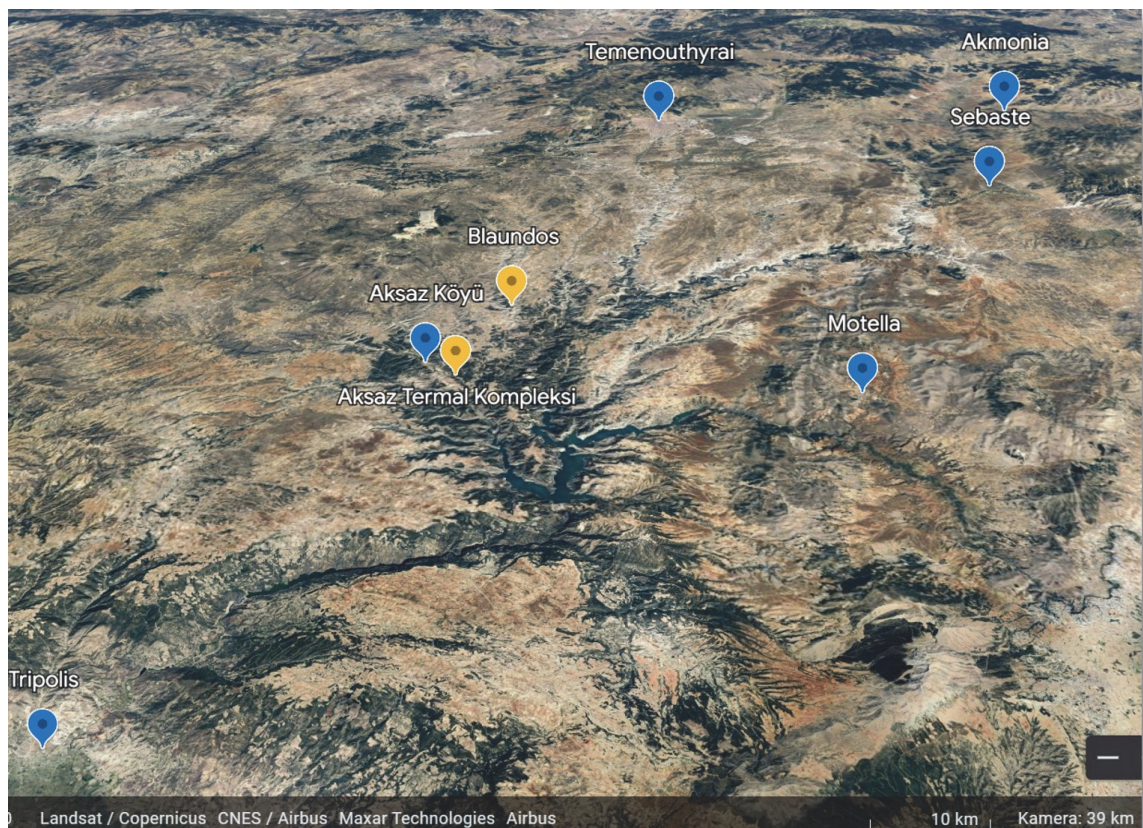 Akmonia
Temenouthyrai
Sebaste
Blaundos
Aksaz Köyü
Motella
Aksaz Termal Kompleksi
Tripolis
Landsat / Copernicus CNES / Airbus Maxar Technologies Airbus 10 km Kamera: 39 km